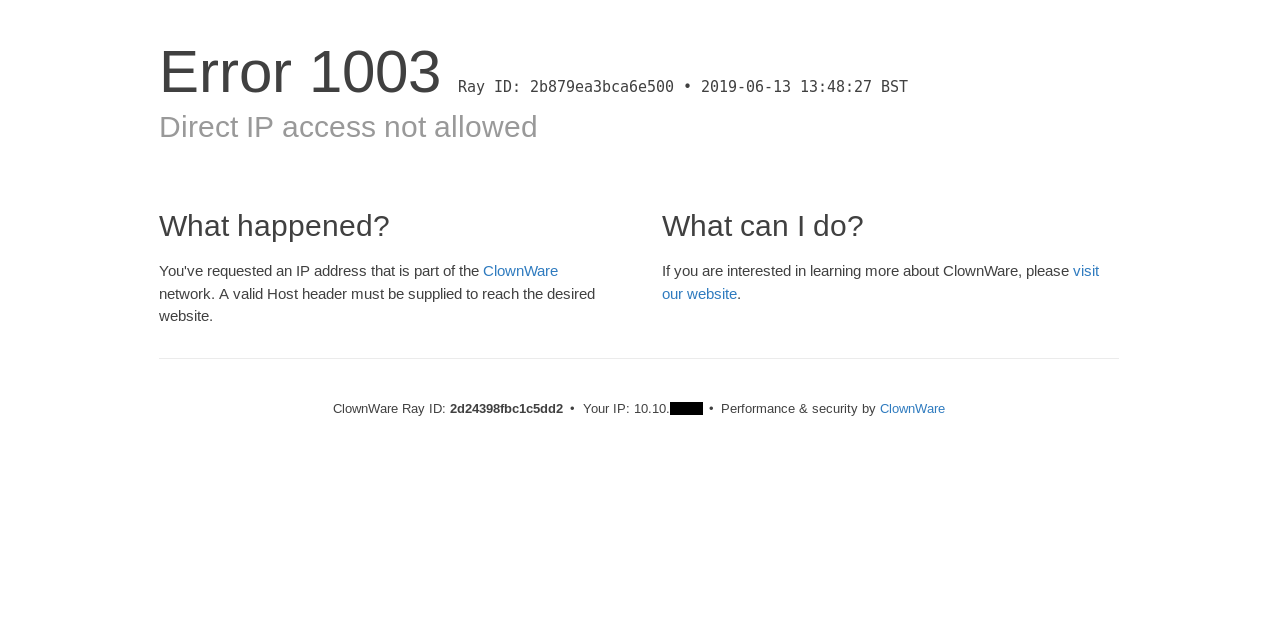 Error 1003 Ray ID: 2b879ea3bca6e500 • 2019-06-13 13:48:27 BST
Direct IP access not allowed
What happened?
You've requested an IP address that is part of the ClownWare
network. A valid Host header must be supplied to reach the desired
website.
What can I do?
If you are interested in learning more about ClownWare, please visit
our website.
ClownWare Ray ID: 2d24398fbc1c5dd2 • Your IP: 10.10. • Performance & security by ClownWare